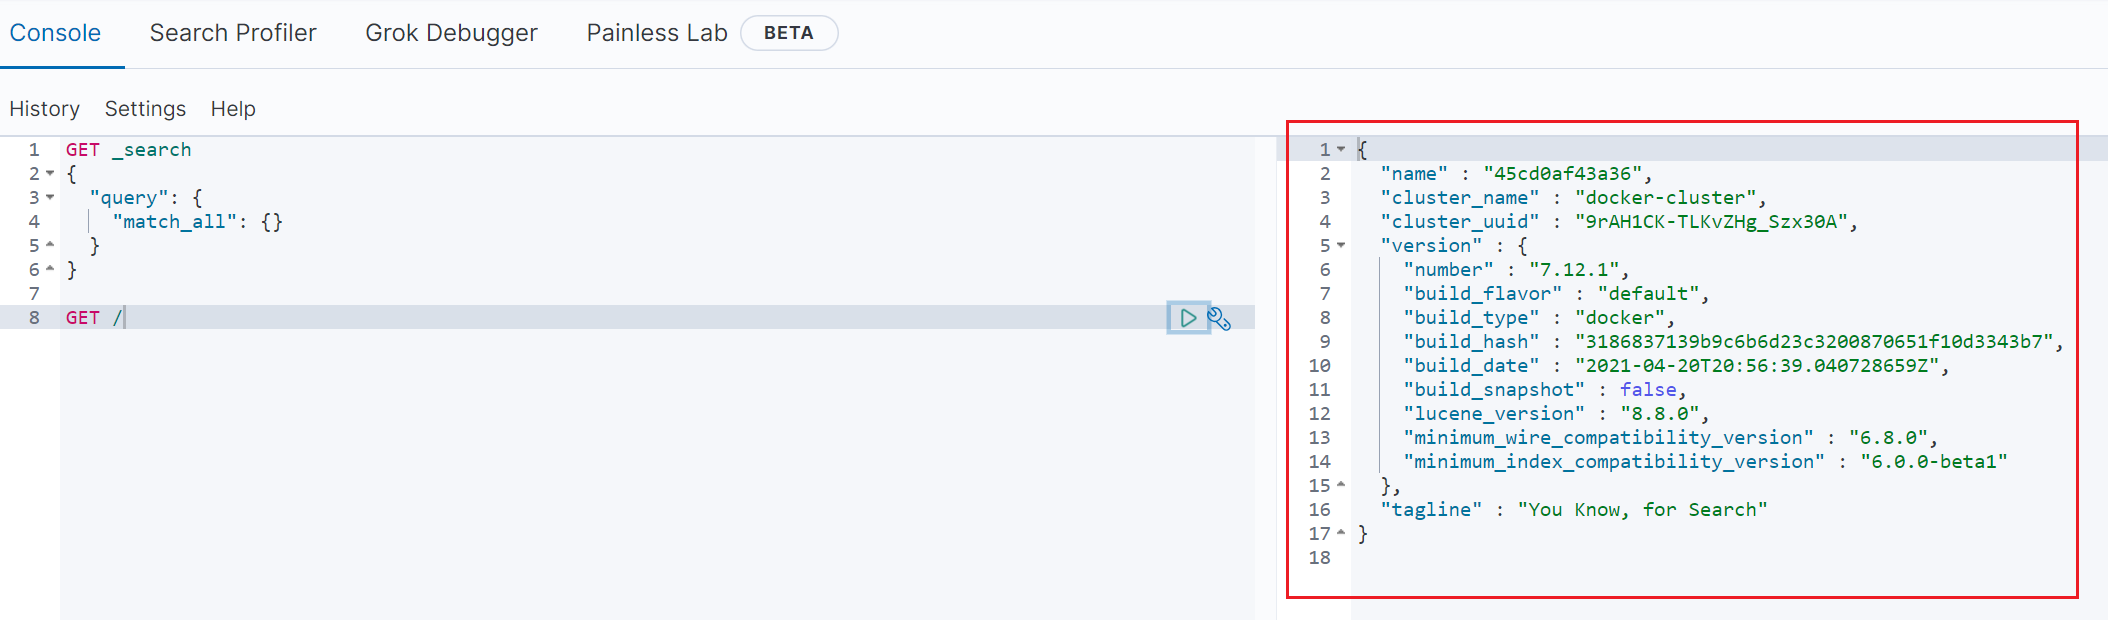 Console Search Profiler Grok Debugger Painless Lab BETA
History Settings Help
1 GET _search
2 {
3 "query": {
4 "match_all": {}
5 }
6 }
7
8 GET /
1 {
2 "name" : "45cd0af43a36",
3 "cluster_name" : "docker-cluster",
4 "cluster_uuid" : "9rAH1CK-TLKvZHg_Szx30A",
5 "version" : {
6 "number" : "7.12.1",
7 "build_flavor" : "default",
8 "build_type" : "docker",
9 "build_hash" : "3186837139b9c6b6d23c3200870651f10d3343b7",
10 "build_date" : "2021-04-20T20:56:39.040728659Z",
11 "build_snapshot" : false,
12 "lucene_version" : "8.8.0",
13 "minimum_wire_compatibility_version" : "6.8.0",
14 "minimum_index_compatibility_version" : "6.0.0-beta1"
15 },
16 "tagline" : "You Know, for Search"
17 }
18